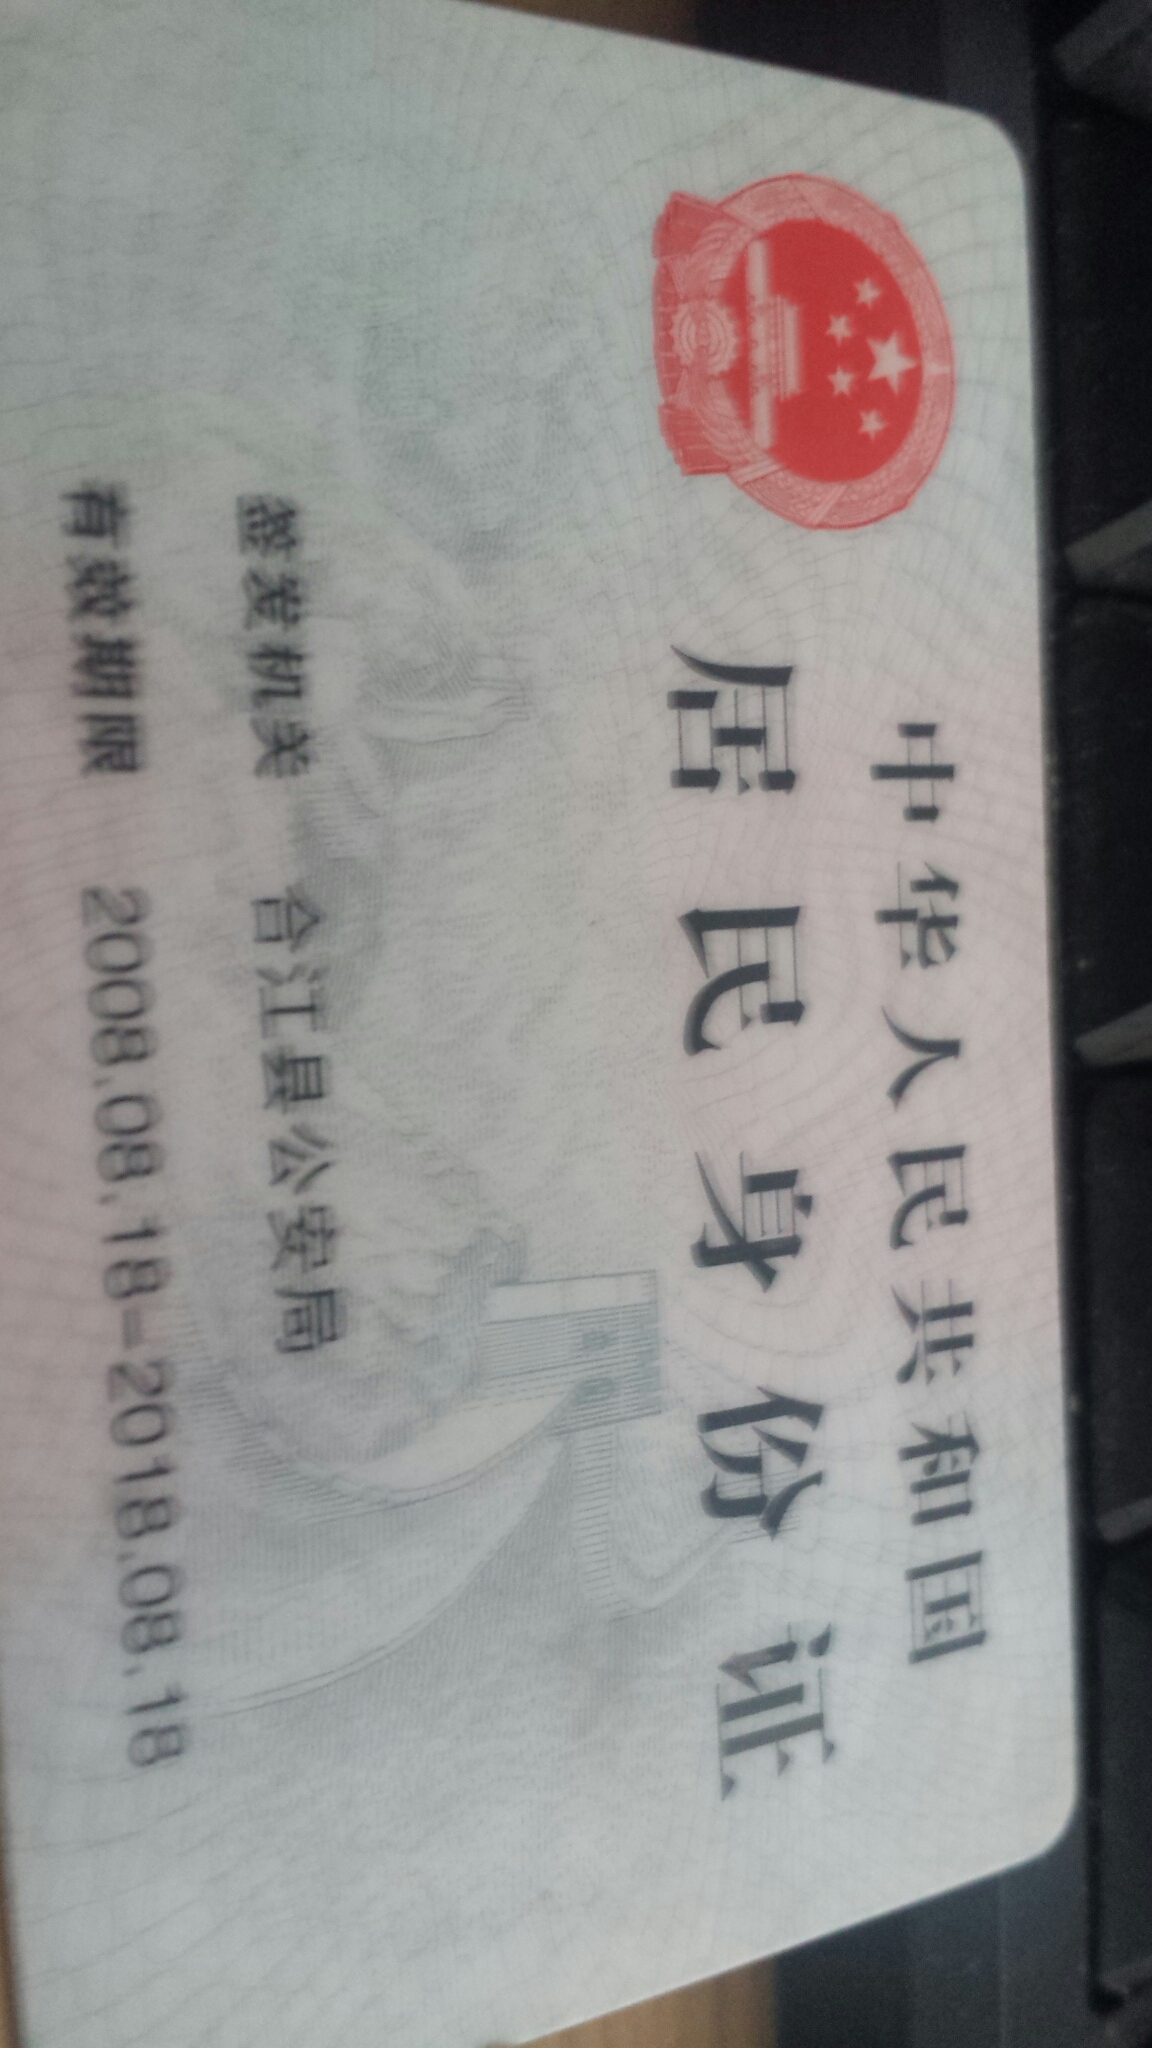 中华人民共和国
居民身份证
签发机关 合江县公安局
有效期限 2008.08.18-2018.08.18